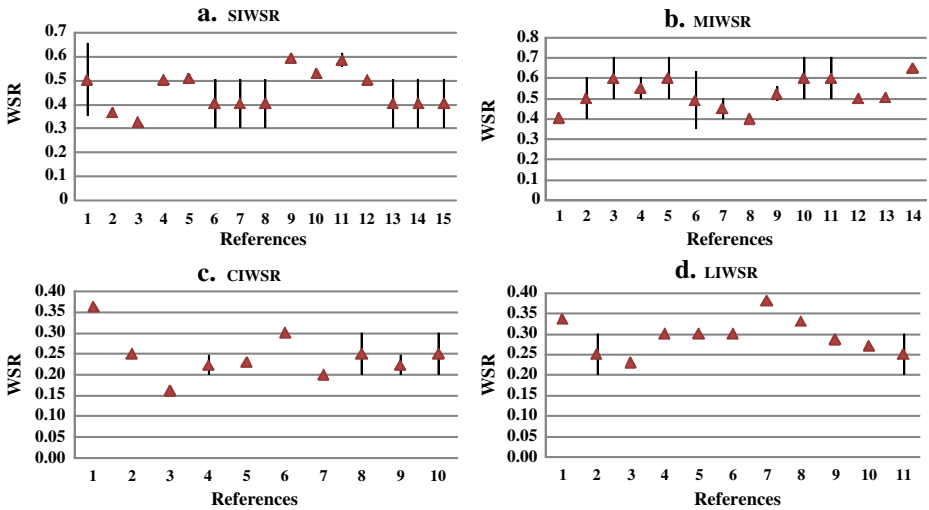 a. SIWSR
0.7
0.6
0.5
0.4
0.3
0.2
0.1
0
WSR
1 2 3 4 5 6 7 8 9 10 11 12 13 14 15
References
b. MIWSR
0.8
0.7
0.6
0.5
0.4
0.3
0.2
0.1
0
WSR
1 2 3 4 5 6 7 8 9 10 11 12 13 14
References
c. CIWSR
0.40
0.35
0.30
0.25
0.20
0.15
0.10
0.05
0.00
WSR
1 2 3 4 5 6 7 8 9 10
References
d. LIWSR
0.40
0.35
0.30
0.25
0.20
0.15
0.10
0.05
0.00
WSR
1 2 3 4 5 6 7 8 9 10 11
References